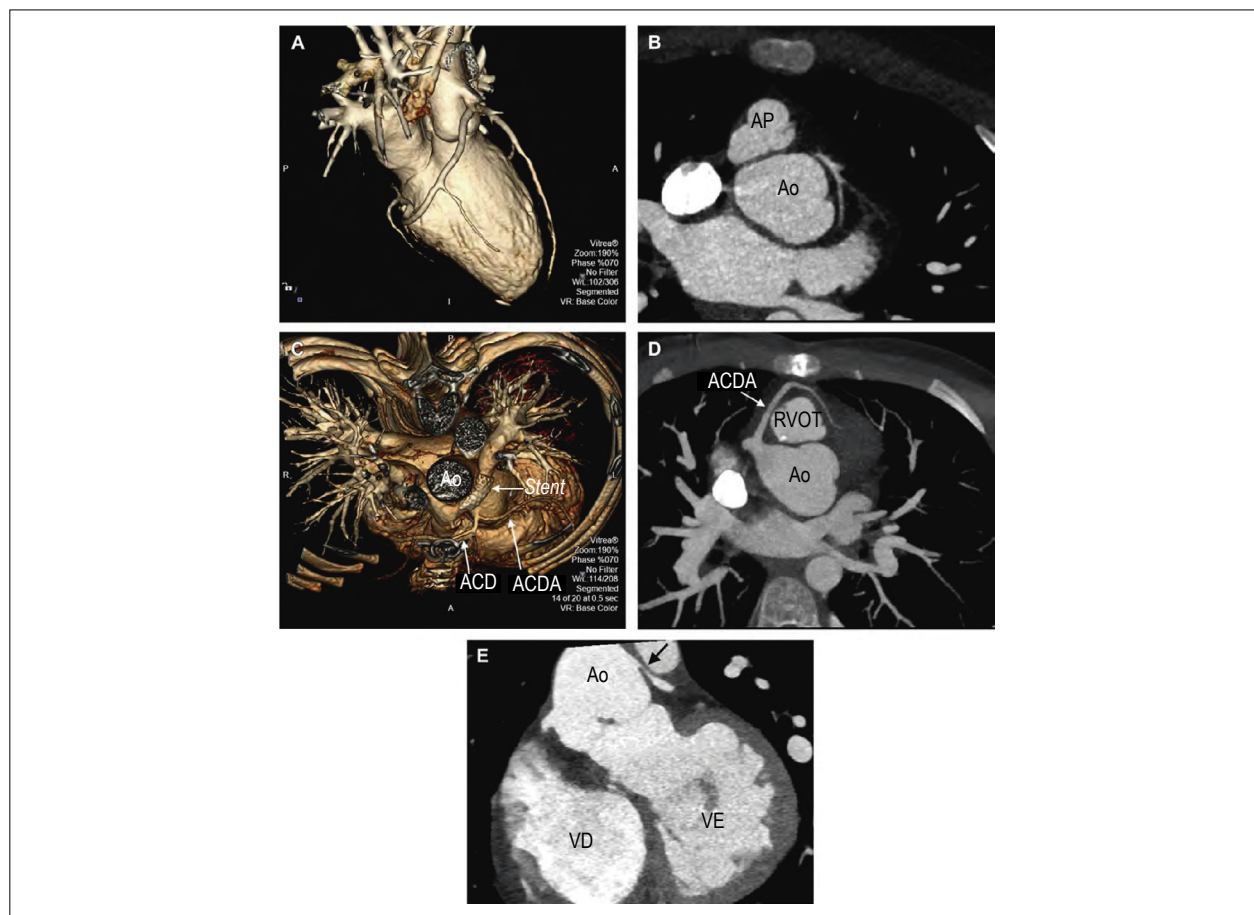 A
P
A
I
Vitrea®
Zoom:190%
Phase %070
No Filter
W/L:102/306
Segmented
VR: Base Color
B
AP
Ao
C
P
R
L
Ao
Stent
ACD
ACDA
A
Vitrea®
Zoom:190%
Phase %070
No Filter
W/L:114/208
Segmented
14 of 20 at 0.5 sec
VR: Base Color
D
ACDA
RVOT
Ao
E
Ao
VD
VE